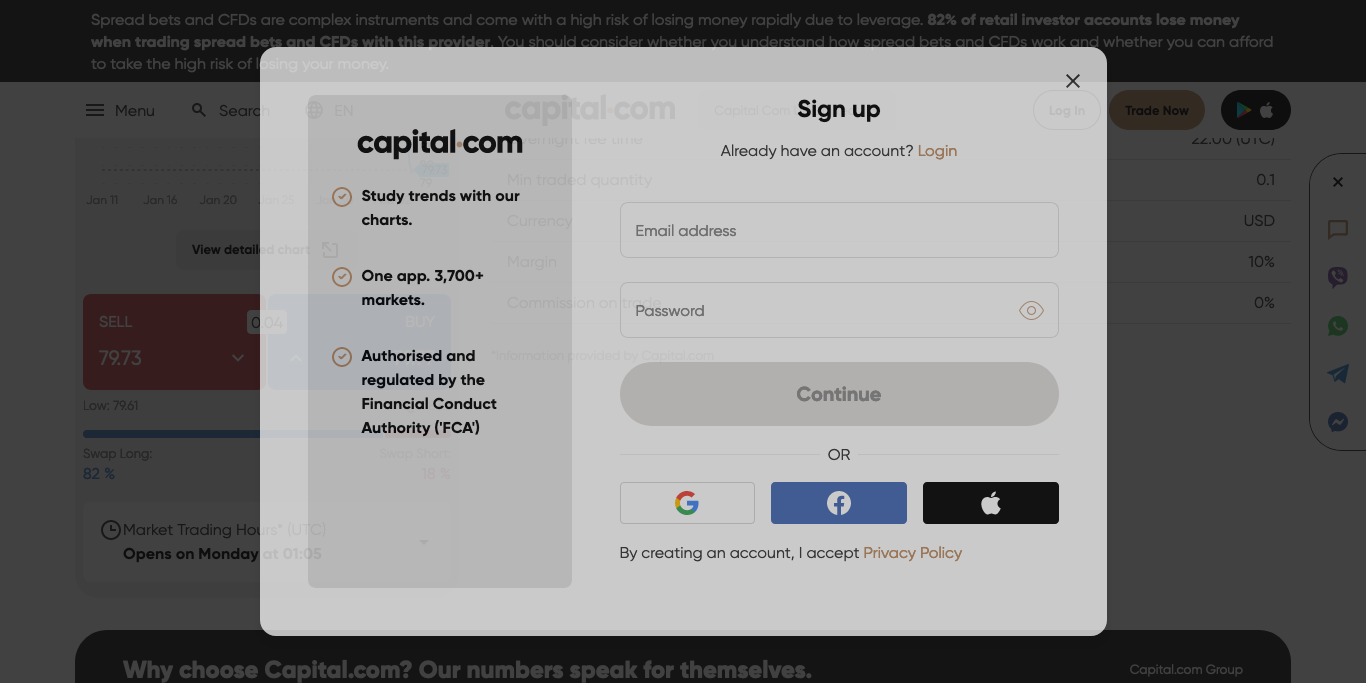 Spread bets and CFDs are complex instruments and come with a high risk of losing money rapidly due to leverage. 82% of retail investor accounts lose money
when trading spread bets and CFDs with this provider. You should consider whether you understand how spread bets and CFDs work and whether you can afford
to take the high risk of losing your money.
Menu
Search
EN
capital.com
Capital Com
Log In
Trade Now
Overnight fee time
22.00 (UTC)
79.73
79
Min traded quantity
0.1
Jan 11
Jan 16
Jan 20
Jan 25
Currency
USD
View detailed chart
Margin
10%
Commission on trade
0%
SELL
79.73
0.04
BUY
*Information provided by Capital.com
Low: 79.61
Swap Long:
82 %
Swap Short:
18 %
Market Trading Hours* (UTC)
Opens on Monday at 01:05
capital.com
Study trends with our
charts.
One app. 3,700+
markets.
Authorised and
regulated by the
Financial Conduct
Authority ('FCA')
Sign up
Already have an account? Login
Email address
Password
Continue
OR
By creating an account, I accept Privacy Policy
Why choose Capital.com? Our numbers speak for themselves.
Capital.com Group